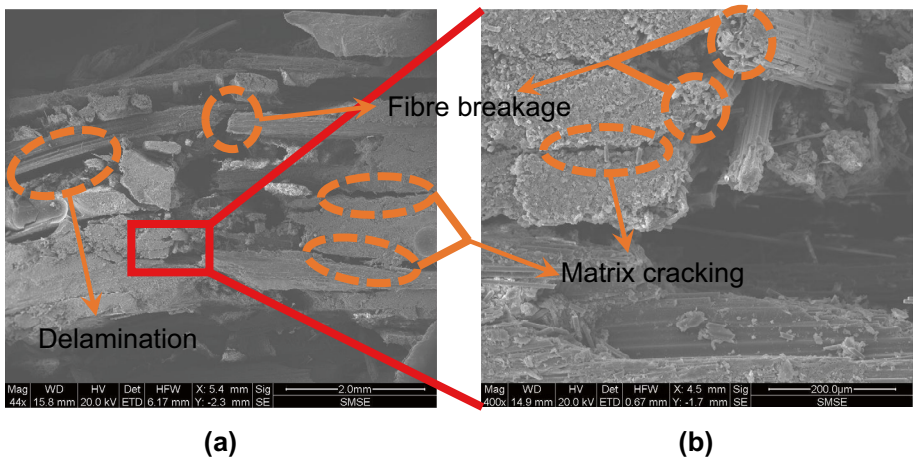 Fibre breakage
Matrix cracking
Delamination
Mag WD HV Det HFW X: 5.4 mm Sig 2.0mm
44x 15.8 mm 20.0 kV ETD 6.17 mm Y: -2.3 mm SE SMSE
Mag WD HV Det HFW X: 4.5 mm Sig 200.0µm
400x 14.9 mm 20.0 kV ETD 0.67 mm Y: -1.7 mm SE SMSE
(a) (b)